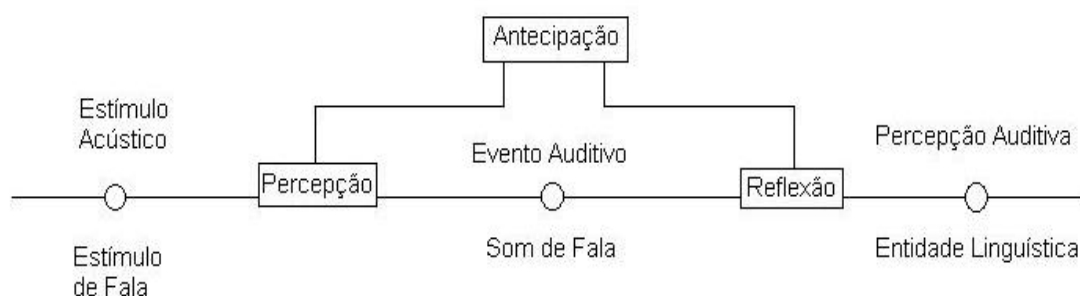 Antecipação
Estímulo
Acústico
Percepção
Evento Auditivo
Reflexão
Percepção Auditiva
Estímulo
de Fala
Som de Fala
Entidade Linguística